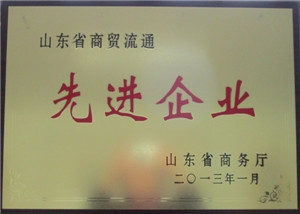 山东省商贸流通
先进企业
山东省商务厅
二〇一三年一月